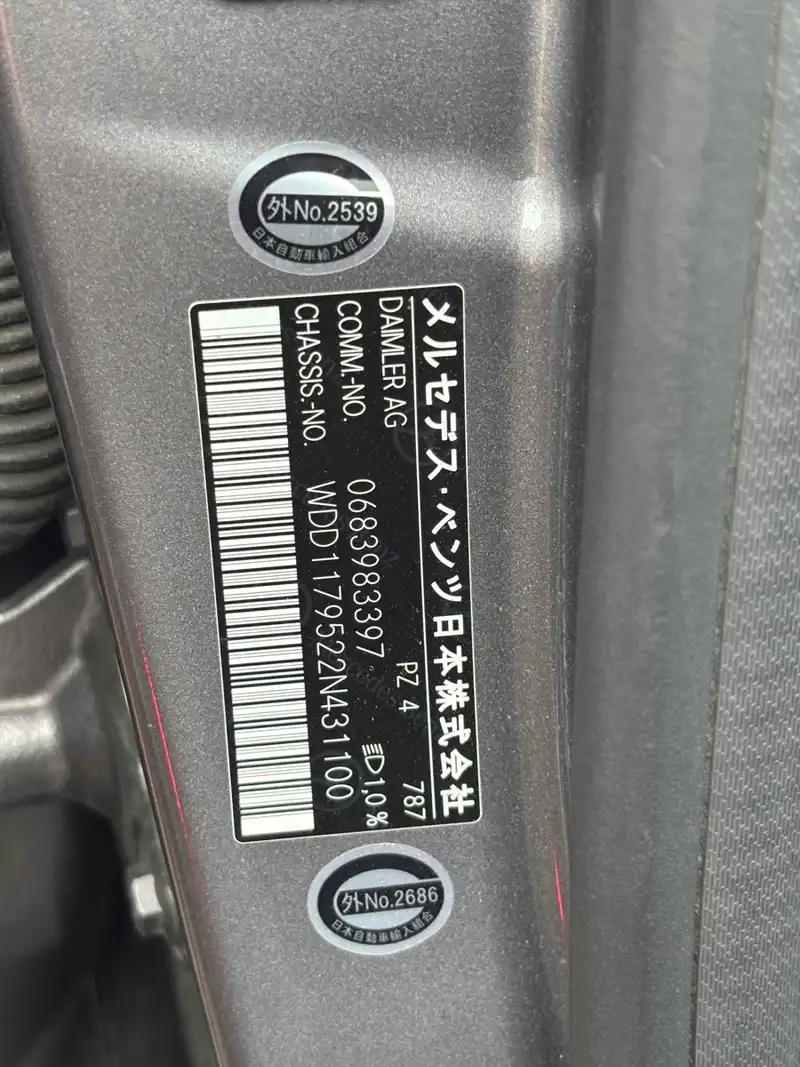 外No.2539
日本自動車輸入組合
メルセデス・ベンツ日本株式会社
DAIMLER AG PZ 4 787
COMM.-NO. 0683983397 1,0%
CHASSIS.-NO. WDD1179522N431100
外No.2686
日本自動車輸入組合